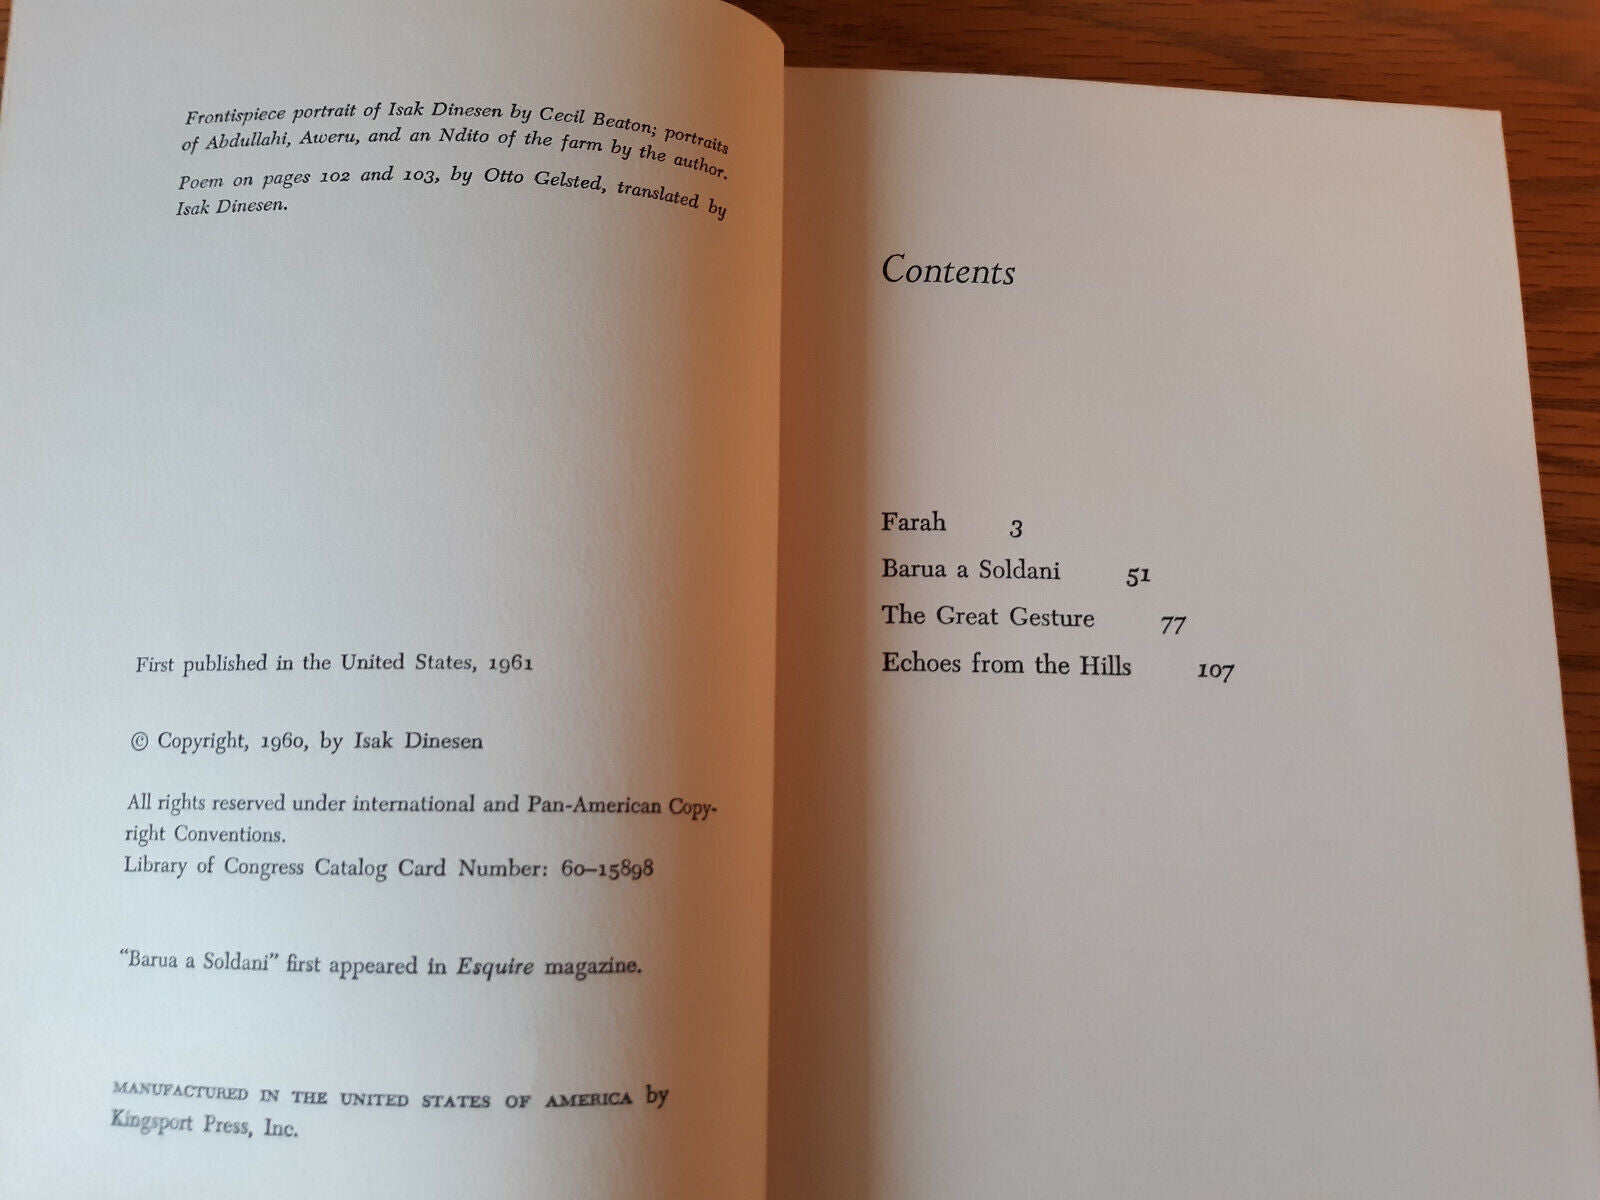 Frontispiece portrait of Isak Dinesen by Cecil Beaton; portraits
of Abdullahi, Aweru, and an Ndito of the farm by the author.
Poem on pages 102 and 103, by Otto Gelsted, translated by
Isak Dinesen.
First published in the United States, 1961
© Copyright, 1960, by Isak Dinesen
All rights reserved under international and Pan-American Copy-
right Conventions.
Library of Congress Catalog Card Number: 60–15898
“Barua a Soldani” first appeared in Esquire magazine.
MANUFACTURED IN THE UNITED STATES OF AMERICA by
Kingsport Press, Inc.
Contents
Farah 3
Barua a Soldani 51
The Great Gesture 77
Echoes from the Hills 107